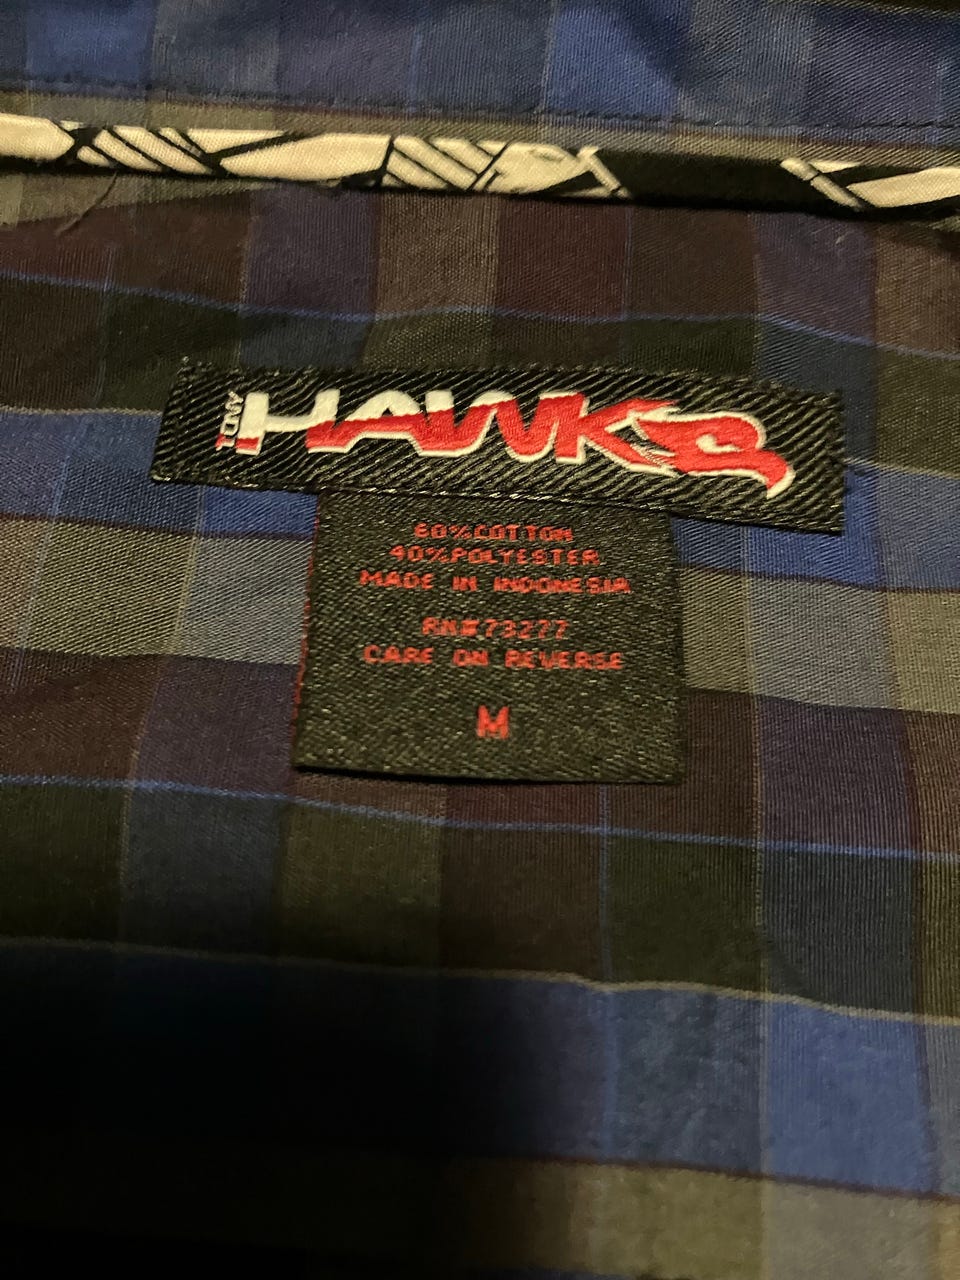 TONY
HAWK
60% COTTON
40% POLYESTER
MADE IN INDONESIA
RN#73277
CARE ON REVERSE
M